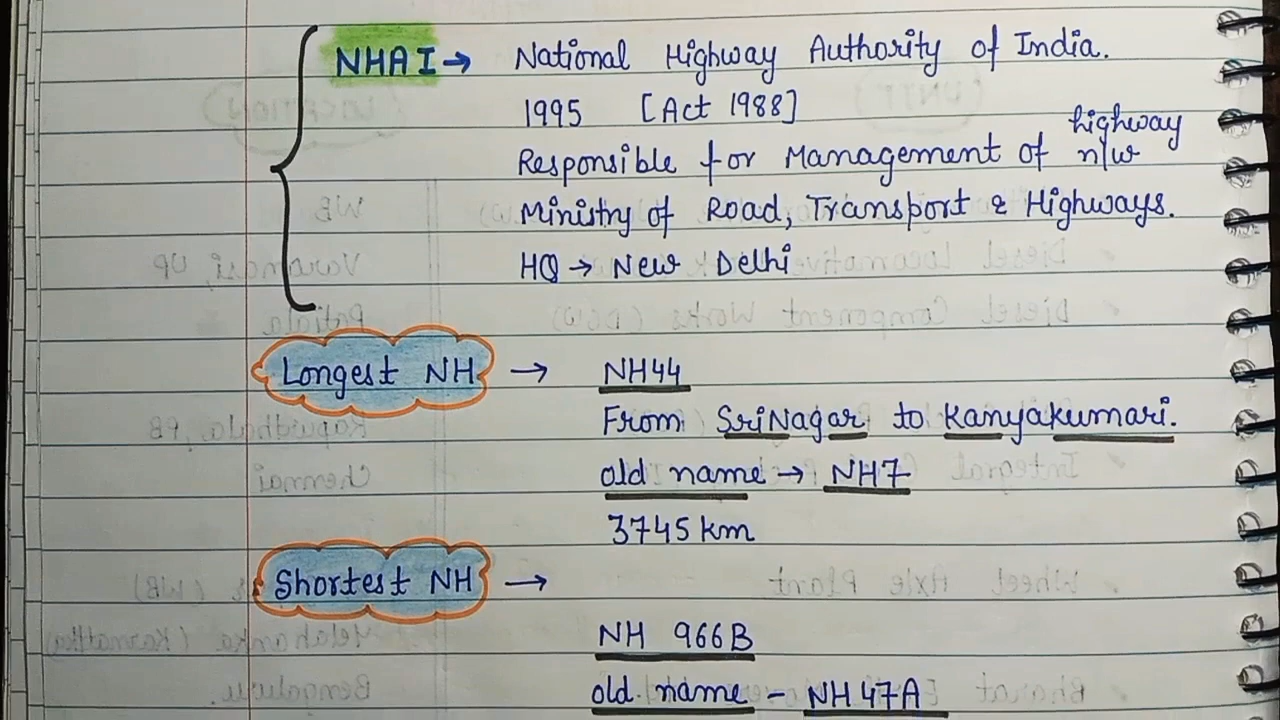 NHAI → National Highway Authority of India.
1995 [Act 1988]
Responsible for Management of highway n/w
Ministry of Road, Transport & Highways.
HQ → New Delhi
Longest NH → NH44
From SriNagar to Kanyakumari.
old name → NH7
3745 km
Shortest NH →
NH 966B
old name - NH47A